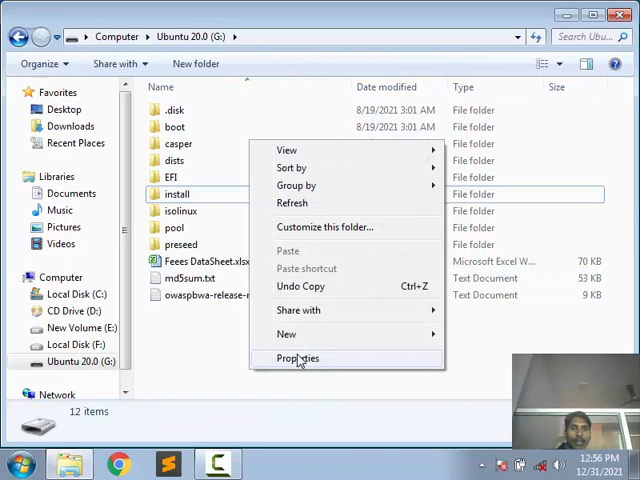 Computer
Ubuntu 20.0 (G:)
Search Ubu...
Organize
Share with
New folder
Favorites
Desktop
Downloads
Recent Places
Libraries
Documents
Music
Pictures
Videos
Computer
Local Disk (C:)
CD Drive (D:)
New Volume (E:)
Local Disk (F:)
Ubuntu 20.0 (G:)
Network
Name Date modified Type Size
.disk 8/19/2021 3:01 AM File folder
boot 8/19/2021 3:01 AM File folder
casper File folder
dists File folder
EFI File folder
install File folder
isolinux File folder
pool File folder
preseed File folder
Feees DataSheet.xlsx Microsoft Excel W... 70 KB
md5sum.txt Text Document 53 KB
owaspbwa-release- Text Document 9 KB
View
Sort by
Group by
Refresh
Customize this folder...
Paste
Paste shortcut
Undo Copy Ctrl+Z
Share with
New
Properties
12 items
12:56 PM
12/31/2021